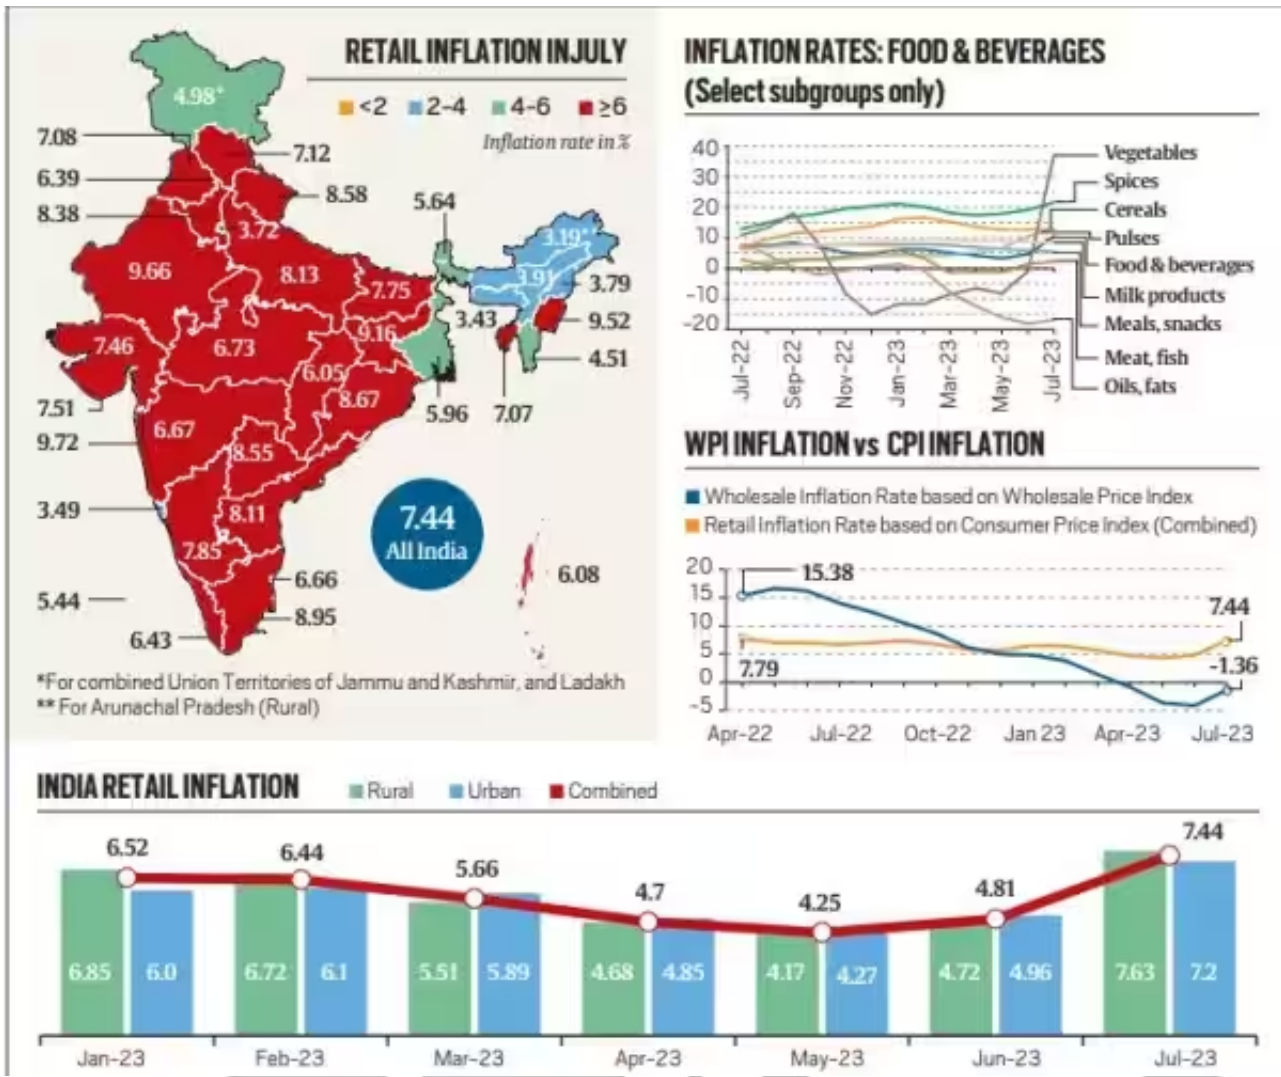 RETAIL INFLATION IN JULY
<2 2-4 4-6 ≥6
Inflation rate in %
4.98*
7.08
7.12
6.39
8.58
8.38
3.72
5.64
3.19**
9.66
8.13
3.91
3.79
7.75
3.43
9.52
9.16
7.46
6.73
4.51
6.05
7.51
8.67
5.96
7.07
6.67
9.72
8.55
3.49
8.11
7.44
All India
7.85
6.66
6.08
5.44
8.95
6.43
*For combined Union Territories of Jammu and Kashmir, and Ladakh
** For Arunachal Pradesh (Rural)
INFLATION RATES: FOOD & BEVERAGES
(Select subgroups only)
40
30
20
10
0
-10
-20
Vegetables
Spices
Cereals
Pulses
Food & beverages
Milk products
Meals, snacks
Meat, fish
Oils, fats
Jul-22 Sep-22 Nov-22 Jan-23 Mar-23 May-23 Jul-23
WPI INFLATION vs CPI INFLATION
Wholesale Inflation Rate based on Wholesale Price Index
Retail Inflation Rate based on Consumer Price Index (Combined)
20
15
10
5
0
-5
15.38
7.44
7.79
-1.36
Apr-22 Jul-22 Oct-22 Jan 23 Apr-23 Jul-23
INDIA RETAIL INFLATION Rural Urban Combined
6.52 6.44 5.66 4.7 4.25 4.81 7.44
6.85 6.0 6.72 6.1 5.51 5.89 4.68 4.85 4.17 4.27 4.72 4.96 7.63 7.2
Jan-23 Feb-23 Mar-23 Apr-23 May-23 Jun-23 Jul-23